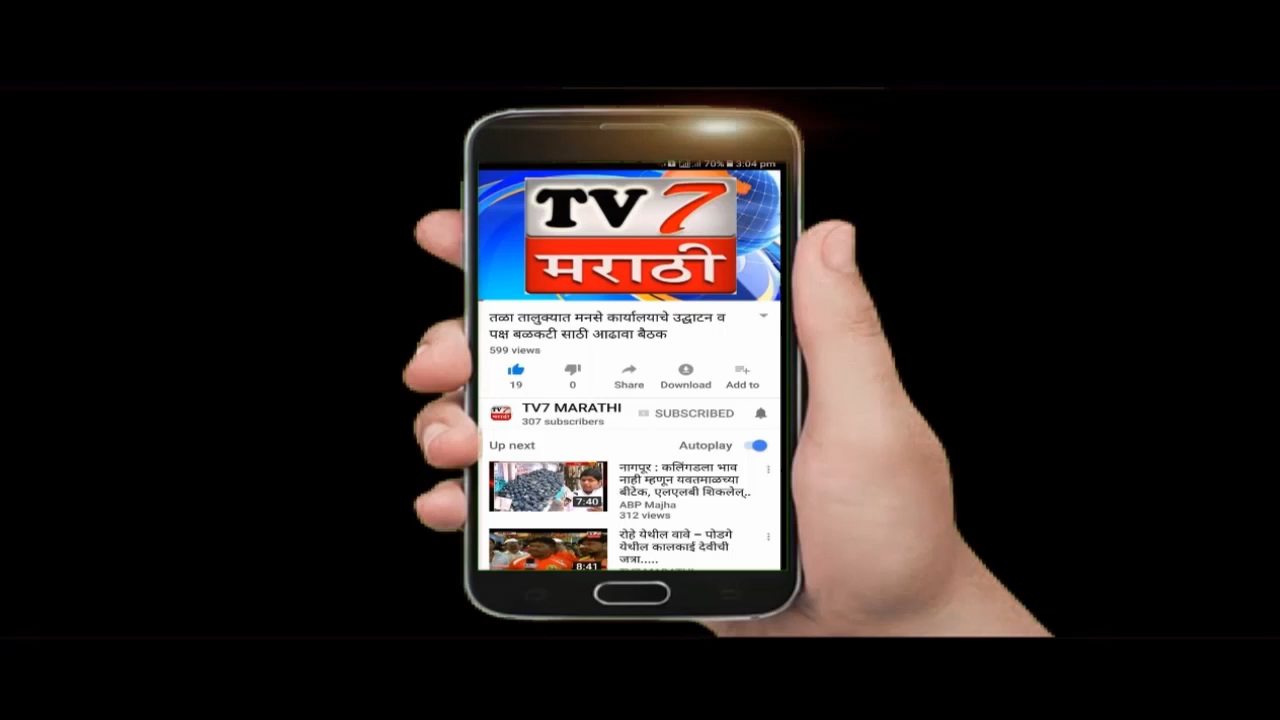 70% 3:04 pm
TV 7
मराठी
तळा तालुक्यात मनसे कार्यालयाचे उद्घाटन व
पक्ष बळकटी साठी आढावा बैठक
599 views
19 0 Share Download Add to
TV7 MARATHI
SUBSCRIBED
307 subscribers
Up next Autoplay
नागपूर : कलिंगडला भाव
नाही म्हणून यवतमाळच्या
बीटेक, एलएलबी शिकलेल्..
7:40
ABP Majha
312 views
रोहे येथील वावे – पोडगे
येथील कालकाई देवीची
जत्रा.....
8:41